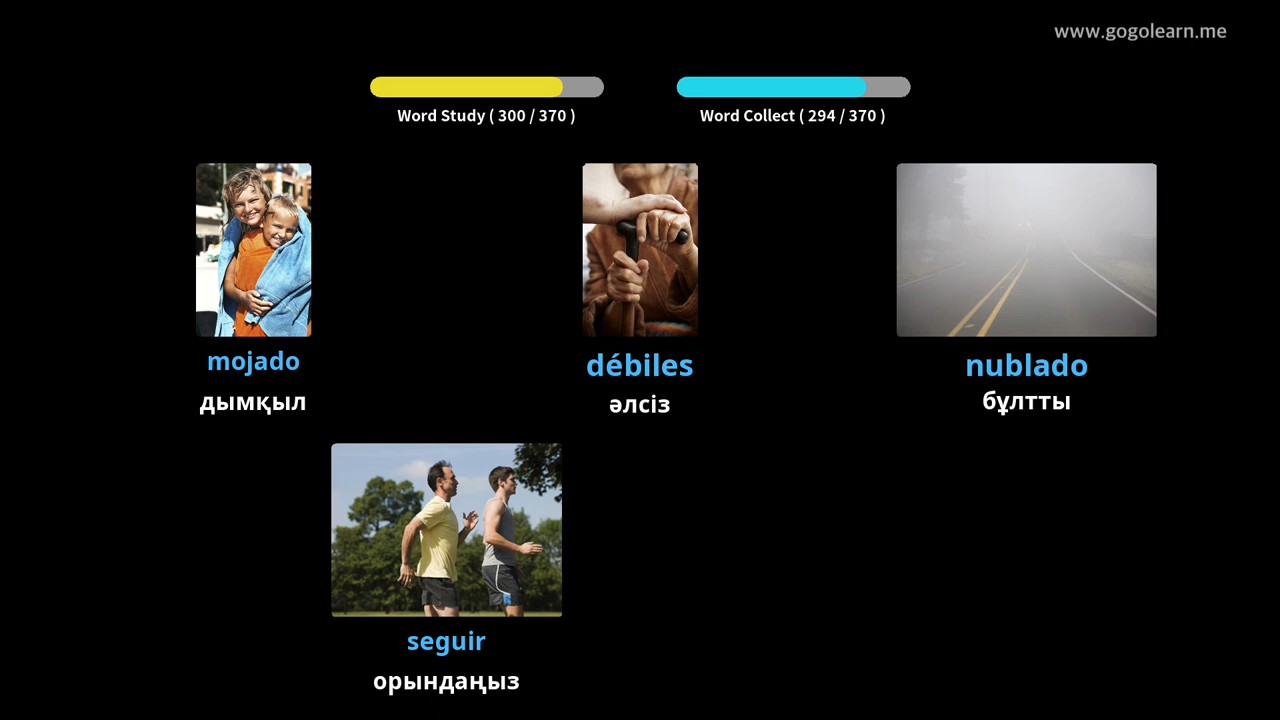 www.gogolearn.me
Word Study ( 300 / 370 )
Word Collect ( 294 / 370 )
mojado
дымқыл
débiles
әлсіз
nublado
бұлтты
seguir
орындаңыз